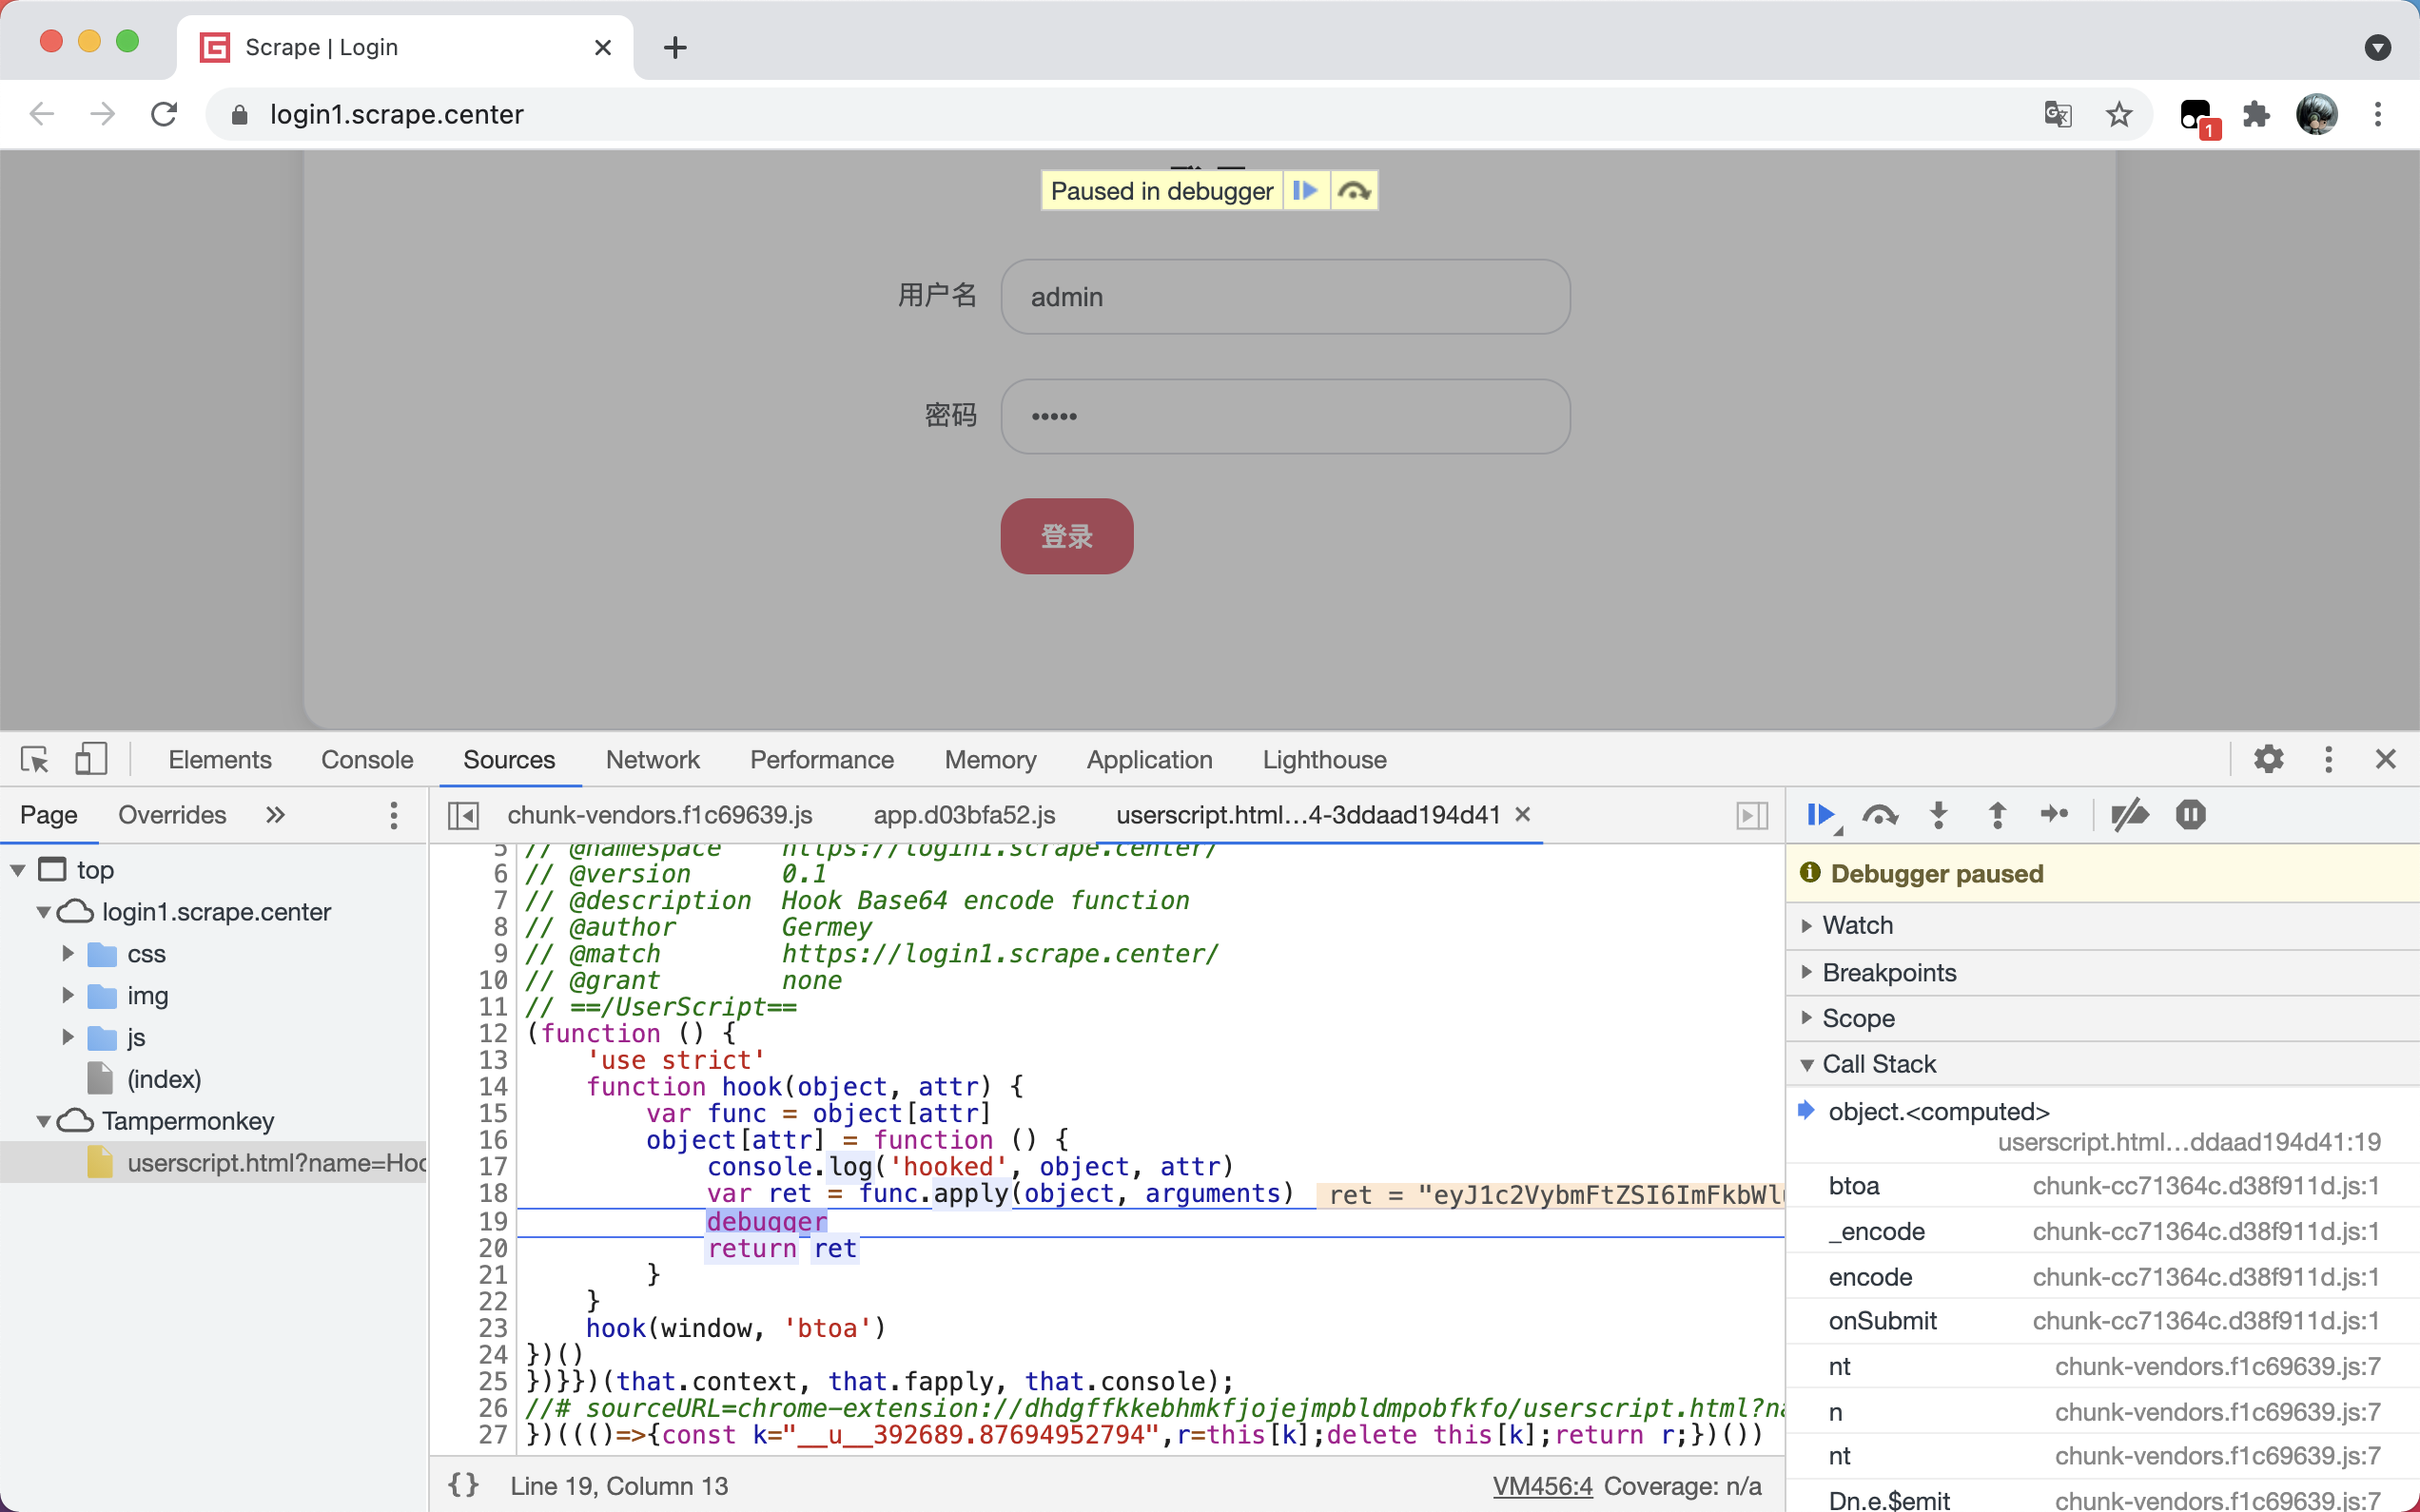 Scrape | Login
login1.scrape.center
1
Paused in debugger
用户名
admin
密码
•••••
登录
Elements Console Sources Network Performance Memory Application Lighthouse
Page Overrides »
chunk-vendors.f1c69639.js app.d03bfa52.js userscript.html…4-3ddaad194d41
top
login1.scrape.center
css
img
js
(index)
Tampermonkey
userscript.html?name=Hoo
5 // @namespace https://login1.scrape.center/
6 // @version 0.1
7 // @description Hook Base64 encode function
8 // @author Germey
9 // @match https://login1.scrape.center/
10 // @grant none
11 // ==/UserScript==
12 (function () {
13 'use strict'
14 function hook(object, attr) {
15 var func = object[attr]
16 object[attr] = function () {
17 console.log('hooked', object, attr)
18 var ret = func.apply(object, arguments) ret = "eyJ1c2VybmFtZSI6ImFkbWl
19 debugger
20 return ret
21 }
22 }
23 hook(window, 'btoa')
24 })()
25 })}})(that.context, that.fapply, that.console);
26 //# sourceURL=chrome-extension://dhdgffkkebhmkfjojejmpbldmpobfkfo/userscript.html?na
27 })((()=>{const k="__u__392689.87694952794",r=this[k];delete this[k];return r;})())
{} Line 19, Column 13
VM456:4 Coverage: n/a
Debugger paused
Watch
Breakpoints
Scope
Call Stack
object.<computed>
userscript.html…ddaad194d41:19
btoa chunk-cc71364c.d38f911d.js:1
_encode chunk-cc71364c.d38f911d.js:1
encode chunk-cc71364c.d38f911d.js:1
onSubmit chunk-cc71364c.d38f911d.js:1
nt chunk-vendors.f1c69639.js:7
n chunk-vendors.f1c69639.js:7
nt chunk-vendors.f1c69639.js:7
Dn.e.$emit chunk-vendors.f1c69639.js:7